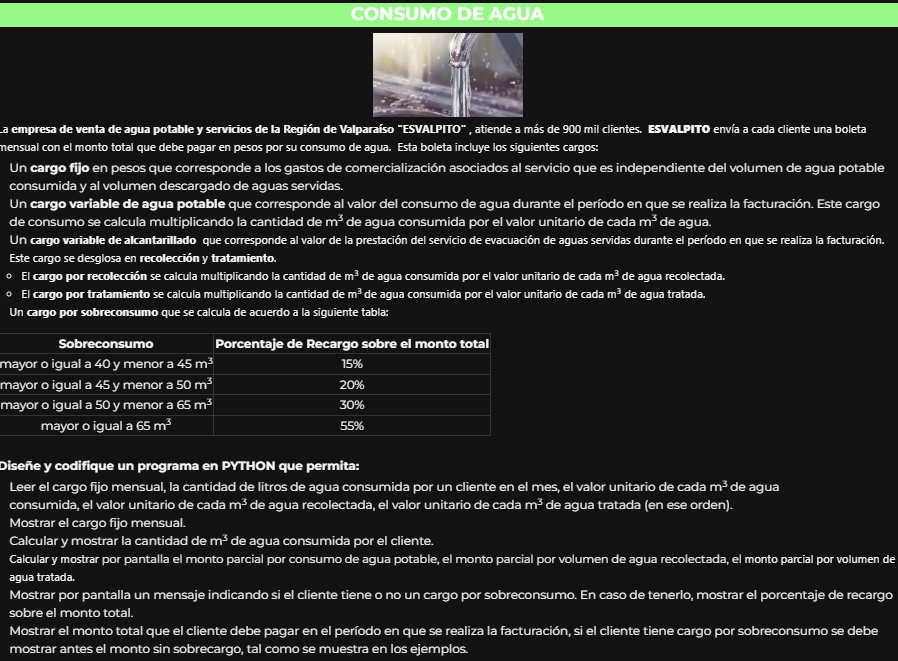 CONSUMO DE AGUA
La empresa de venta de agua potable y servicios de la Región de Valparaíso "ESVALPITO" , atiende a más de 900 mil clientes. ESVALPITO envía a cada cliente una boleta
mensual con el monto total que debe pagar en pesos por su consumo de agua. Esta boleta incluye los siguientes cargos:
Un cargo fijo en pesos que corresponde a los gastos de comercialización asociados al servicio que es independiente del volumen de agua potable
consumida y al volumen descargado de aguas servidas.
Un cargo variable de agua potable que corresponde al valor del consumo de agua durante el período en que se realiza la facturación. Este cargo
de consumo se calcula multiplicando la cantidad de m³ de agua consumida por el valor unitario de cada m³ de agua.
Un cargo variable de alcantarillado que corresponde al valor de la prestación del servicio de evacuación de aguas servidas durante el período en que se realiza la facturación.
Este cargo se desglosa en recolección y tratamiento.
El cargo por recolección se calcula multiplicando la cantidad de m³ de agua consumida por el valor unitario de cada m³ de agua recolectada.
El cargo por tratamiento se calcula multiplicando la cantidad de m³ de agua consumida por el valor unitario de cada m³ de agua tratada.
Un cargo por sobreconsumo que se calcula de acuerdo a la siguiente tabla:
Sobreconsumo Porcentaje de Recargo sobre el monto total
mayor o igual a 40 y menor a 45 m³ 15%
mayor o igual a 45 y menor a 50 m³ 20%
mayor o igual a 50 y menor a 65 m³ 30%
mayor o igual a 65 m³ 55%
Diseñe y codifique un programa en PYTHON que permita:
Leer el cargo fijo mensual, la cantidad de litros de agua consumida por un cliente en el mes, el valor unitario de cada m³ de agua
consumida, el valor unitario de cada m³ de agua recolectada, el valor unitario de cada m³ de agua tratada (en ese orden).
Mostrar el cargo fijo mensual.
Calcular y mostrar la cantidad de m³ de agua consumida por el cliente.
Calcular y mostrar por pantalla el monto parcial por consumo de agua potable, el monto parcial por volumen de agua recolectada, el monto parcial por volumen de
agua tratada.
Mostrar por pantalla un mensaje indicando si el cliente tiene o no un cargo por sobreconsumo. En caso de tenerlo, mostrar el porcentaje de recargo
sobre el monto total.
Mostrar el monto total que el cliente debe pagar en el período en que se realiza la facturación, si el cliente tiene cargo por sobreconsumo se debe
mostrar antes el monto sin sobrecargo, tal como se muestra en los ejemplos.